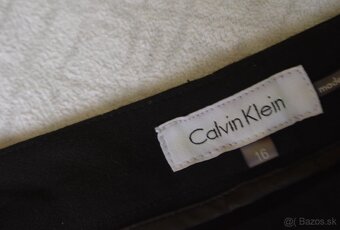 Calvin Klein
16
@ Bazos.sk